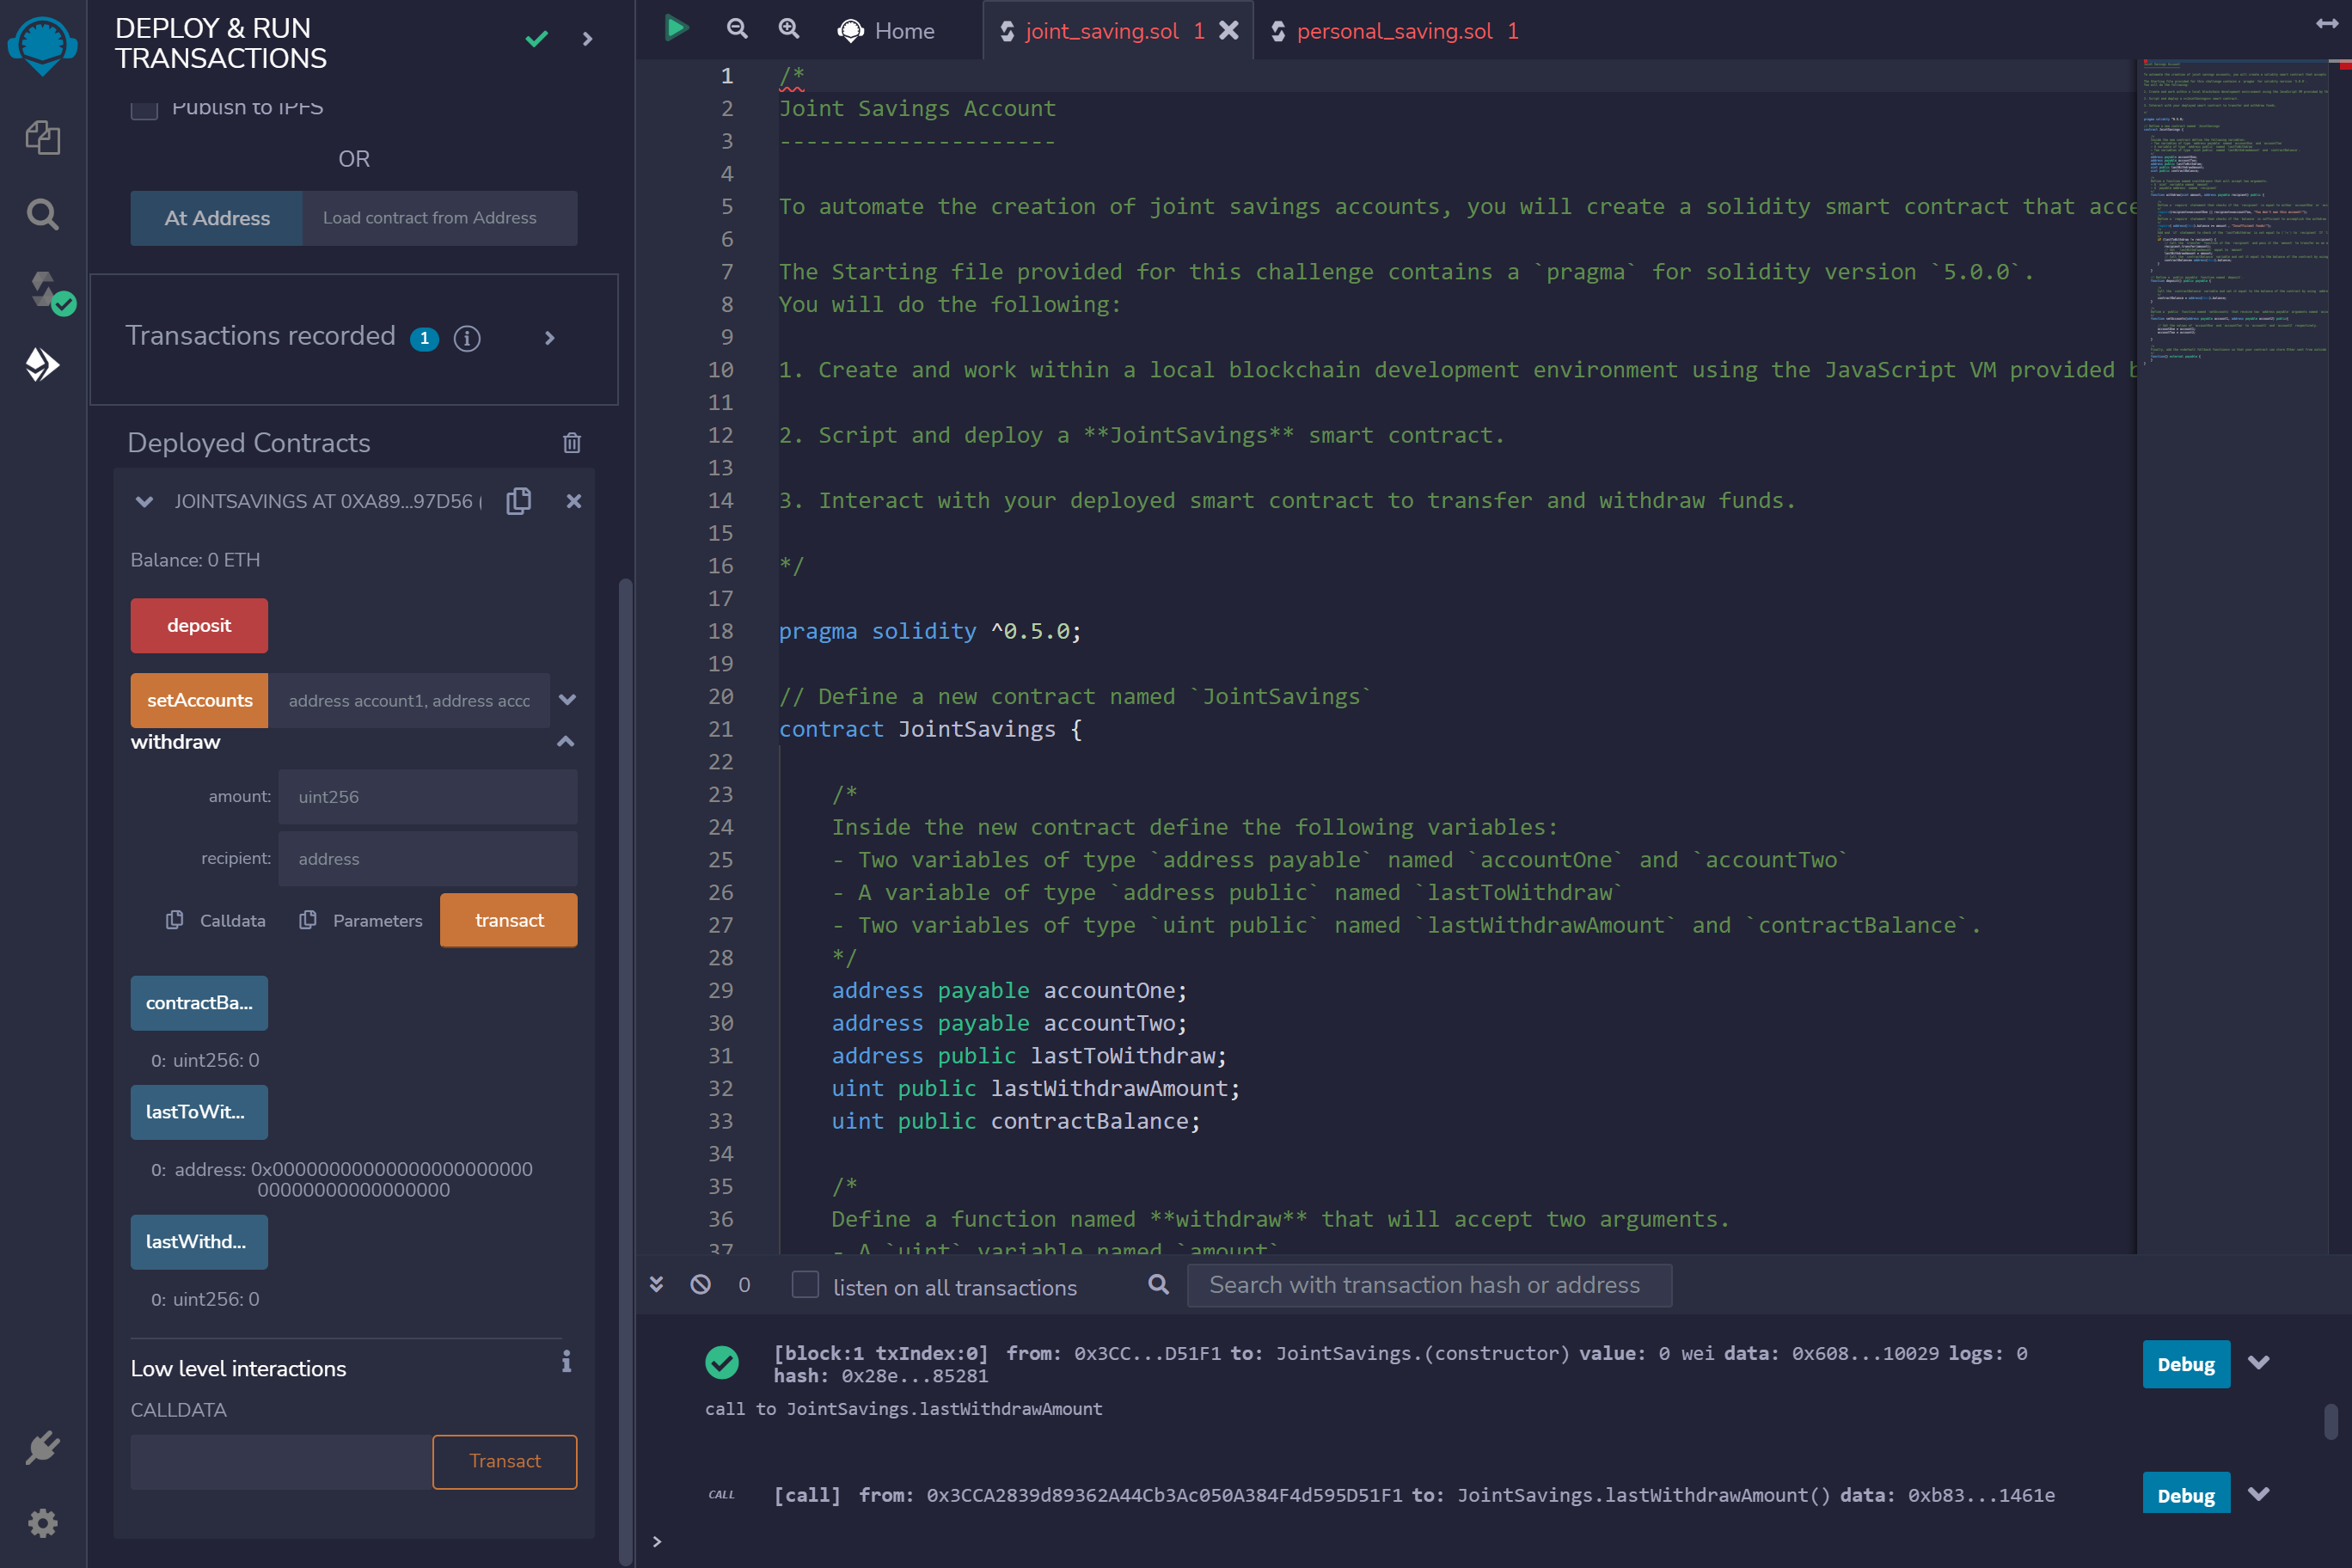 DEPLOY & RUN
TRANSACTIONS
Publish to IPFS
OR
At Address
Load contract from Address
Transactions recorded 1
Deployed Contracts
JOINTSAVINGS AT 0XA89...97D56 (
Balance: 0 ETH
deposit
setAccounts
address account1, address acco
withdraw
amount: uint256
recipient: address
Calldata Parameters transact
contractBa...
0: uint256: 0
lastToWit...
0: address: 0x00000000000000000000000
00000000000000000
lastWithd...
0: uint256: 0
Low level interactions
CALLDATA
Transact
Home
joint_saving.sol 1
personal_saving.sol 1
1 /*
2 Joint Savings Account
3 ---------------------
4
5 To automate the creation of joint savings accounts, you will create a solidity smart contract that acce
6
7 The Starting file provided for this challenge contains a `pragma` for solidity version `5.0.0`.
8 You will do the following:
9
10 1. Create and work within a local blockchain development environment using the JavaScript VM provided b
11
12 2. Script and deploy a **JointSavings** smart contract.
13
14 3. Interact with your deployed smart contract to transfer and withdraw funds.
15
16 */
17
18 pragma solidity ^0.5.0;
19
20 // Define a new contract named `JointSavings`
21 contract JointSavings {
22
23 /*
24 Inside the new contract define the following variables:
25 - Two variables of type `address payable` named `accountOne` and `accountTwo`
26 - A variable of type `address public` named `lastToWithdraw`
27 - Two variables of type `uint public` named `lastWithdrawAmount` and `contractBalance`.
28 */
29 address payable accountOne;
30 address payable accountTwo;
31 address public lastToWithdraw;
32 uint public lastWithdrawAmount;
33 uint public contractBalance;
34
35 /*
36 Define a function named **withdraw** that will accept two arguments.
37 - A `uint` variable named `amount`
0
listen on all transactions
Search with transaction hash or address
[block:1 txIndex:0] from: 0x3CC...D51F1 to: JointSavings.(constructor) value: 0 wei data: 0x608...10029 logs: 0
hash: 0x28e...85281
Debug
call to JointSavings.lastWithdrawAmount
CALL [call] from: 0x3CCA2839d89362A44Cb3Ac050A384F4d595D51F1 to: JointSavings.lastWithdrawAmount() data: 0xb83...1461e
Debug
>